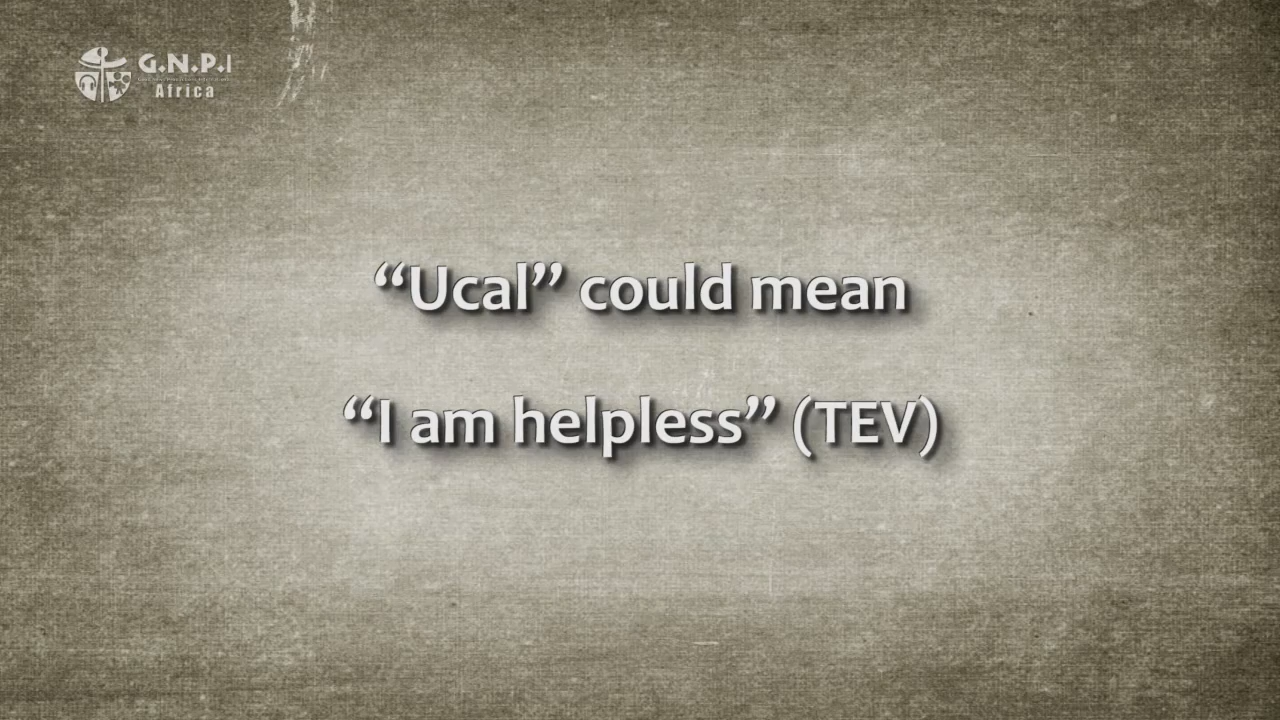 G.N.P.I
Africa
“Ucal” could mean
“I am helpless” (TEV)